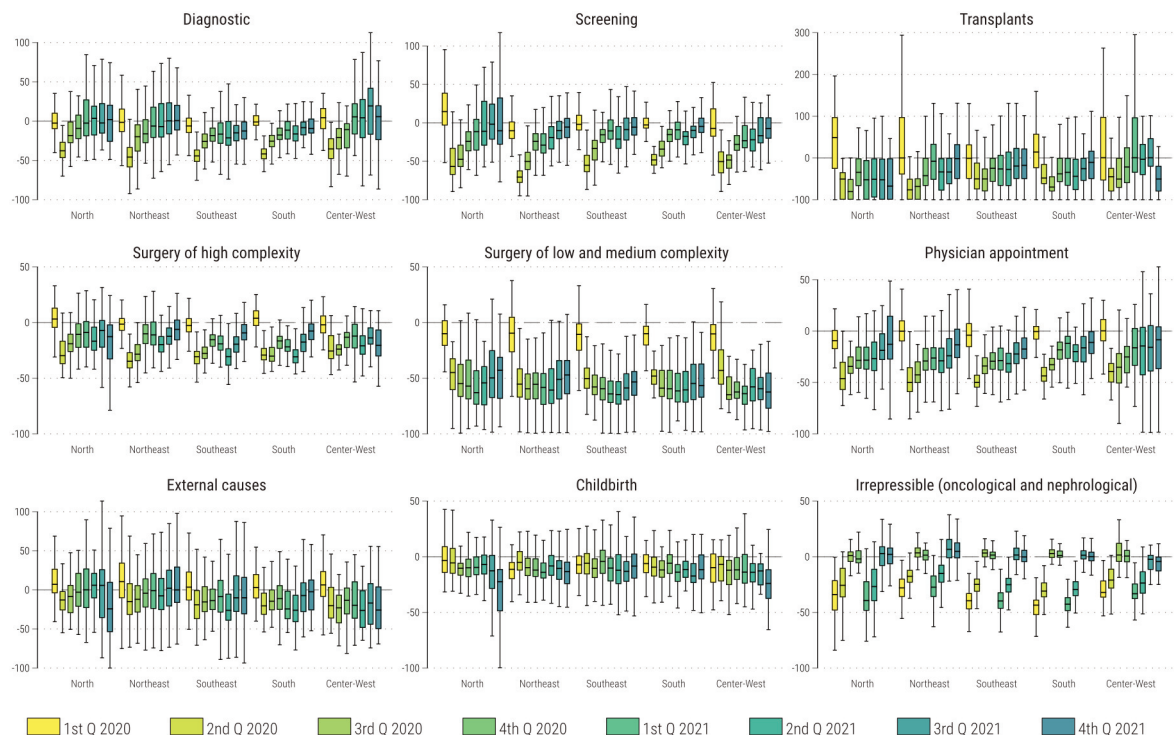 Diagnostic
100
50
0
-50
-100
North Northeast Southeast South Center-West
Screening
100
50
0
-50
-100
North Northeast Southeast South Center-West
Transplants
300
200
100
0
-100
North Northeast Southeast South Center-West
Surgery of high complexity
50
0
-50
-100
North Northeast Southeast South Center-West
Surgery of low and medium complexity
50
0
-50
-100
North Northeast Southeast South Center-West
Physician appointment
50
0
-50
-100
North Northeast Southeast South Center-West
External causes
100
50
0
-50
-100
North Northeast Southeast South Center-West
Childbirth
50
0
-50
-100
North Northeast Southeast South Center-West
Irrepressible (oncological and nephrological)
50
0
-50
-100
North Northeast Southeast South Center-West
1st Q 2020 2nd Q 2020 3rd Q 2020 4th Q 2020 1st Q 2021 2nd Q 2021 3rd Q 2021 4th Q 2021